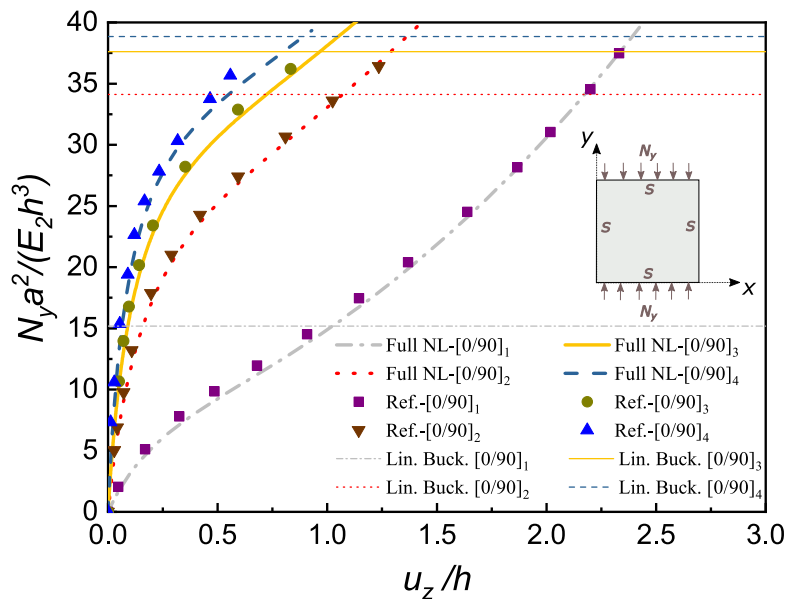 40
35
30
25
20
15
10
5
0
N_y a^2/(E_2 h^3)
y
N_y
S
S S
S
x
N_y
Full NL-[0/90]_1 Full NL-[0/90]_3
Full NL-[0/90]_2 Full NL-[0/90]_4
Ref.-[0/90]_1 Ref.-[0/90]_3
Ref.-[0/90]_2 Ref.-[0/90]_4
Lin. Buck. [0/90]_1 Lin. Buck. [0/90]_3
Lin. Buck. [0/90]_2 Lin. Buck. [0/90]_4
0.0 0.5 1.0 1.5 2.0 2.5 3.0
u_z/h